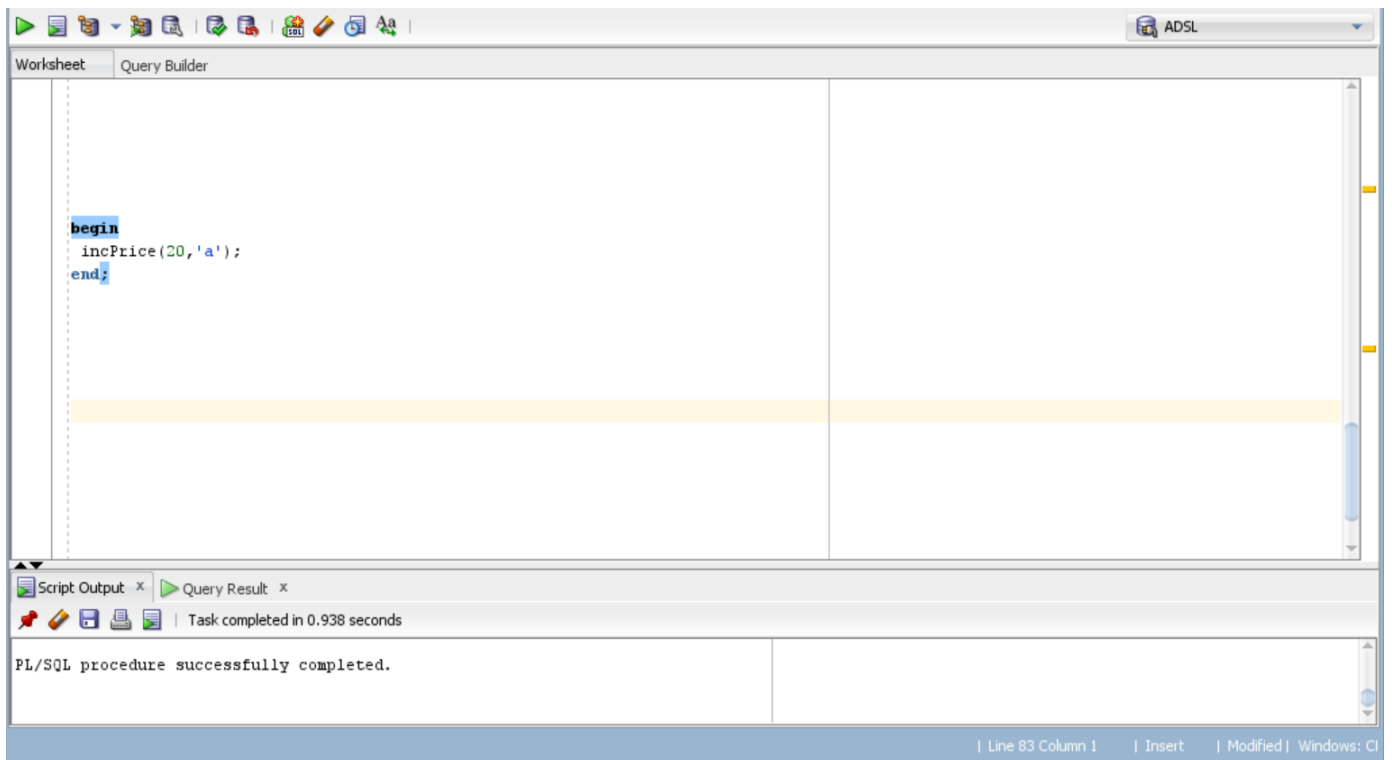 ADSL
Worksheet Query Builder
begin
incPrice(20,'a');
end;
Script Output x Query Result x
Task completed in 0.938 seconds
PL/SQL procedure successfully completed.
| Line 83 Column 1 | Insert | Modified | Windows: Cl